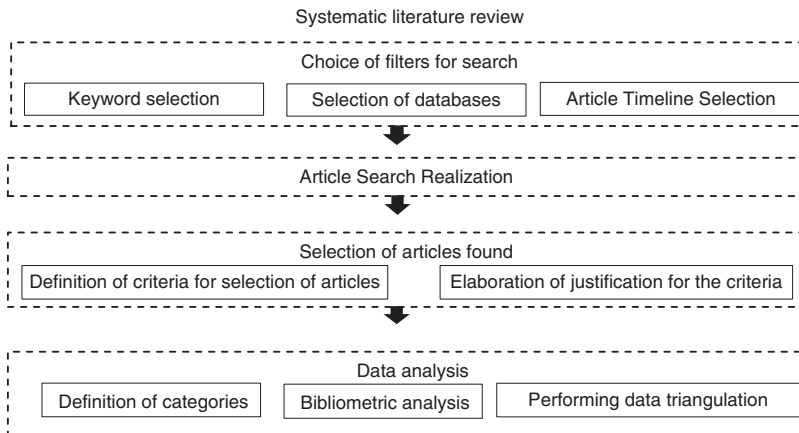 Systematic literature review
Choice of filters for search
Keyword selection
Selection of databases
Article Timeline Selection
Article Search Realization
Selection of articles found
Definition of criteria for selection of articles
Elaboration of justification for the criteria
Data analysis
Definition of categories
Bibliometric analysis
Performing data triangulation